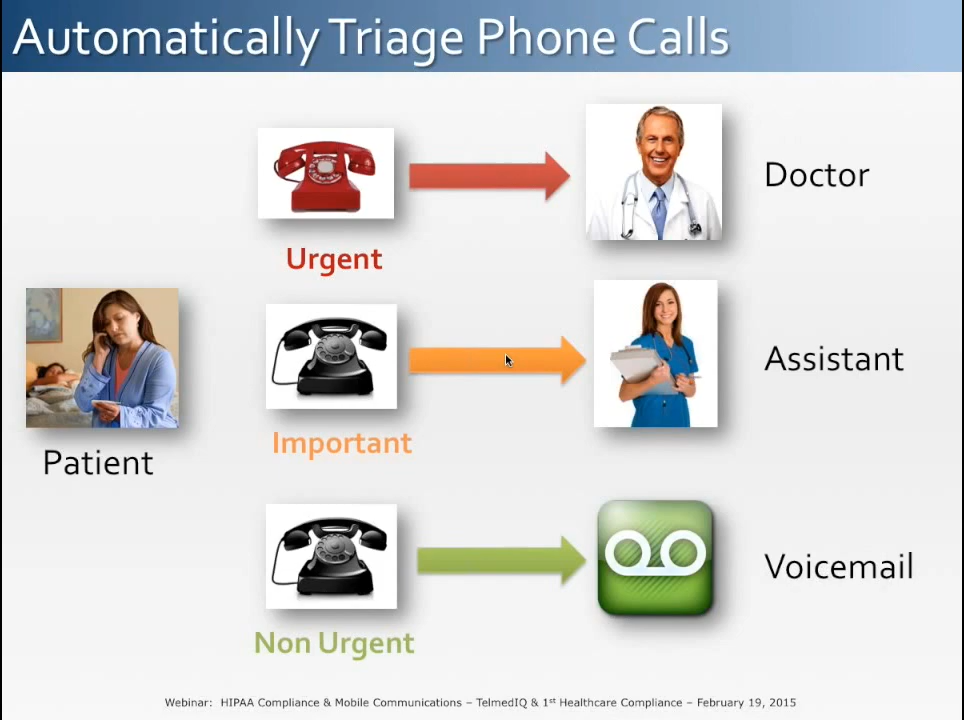 Automatically Triage Phone Calls
Doctor
Urgent
Assistant
Important
Patient
Voicemail
Non Urgent
Webinar: HIPAA Compliance & Mobile Communications – TelmedIQ & 1st Healthcare Compliance – February 19, 2015